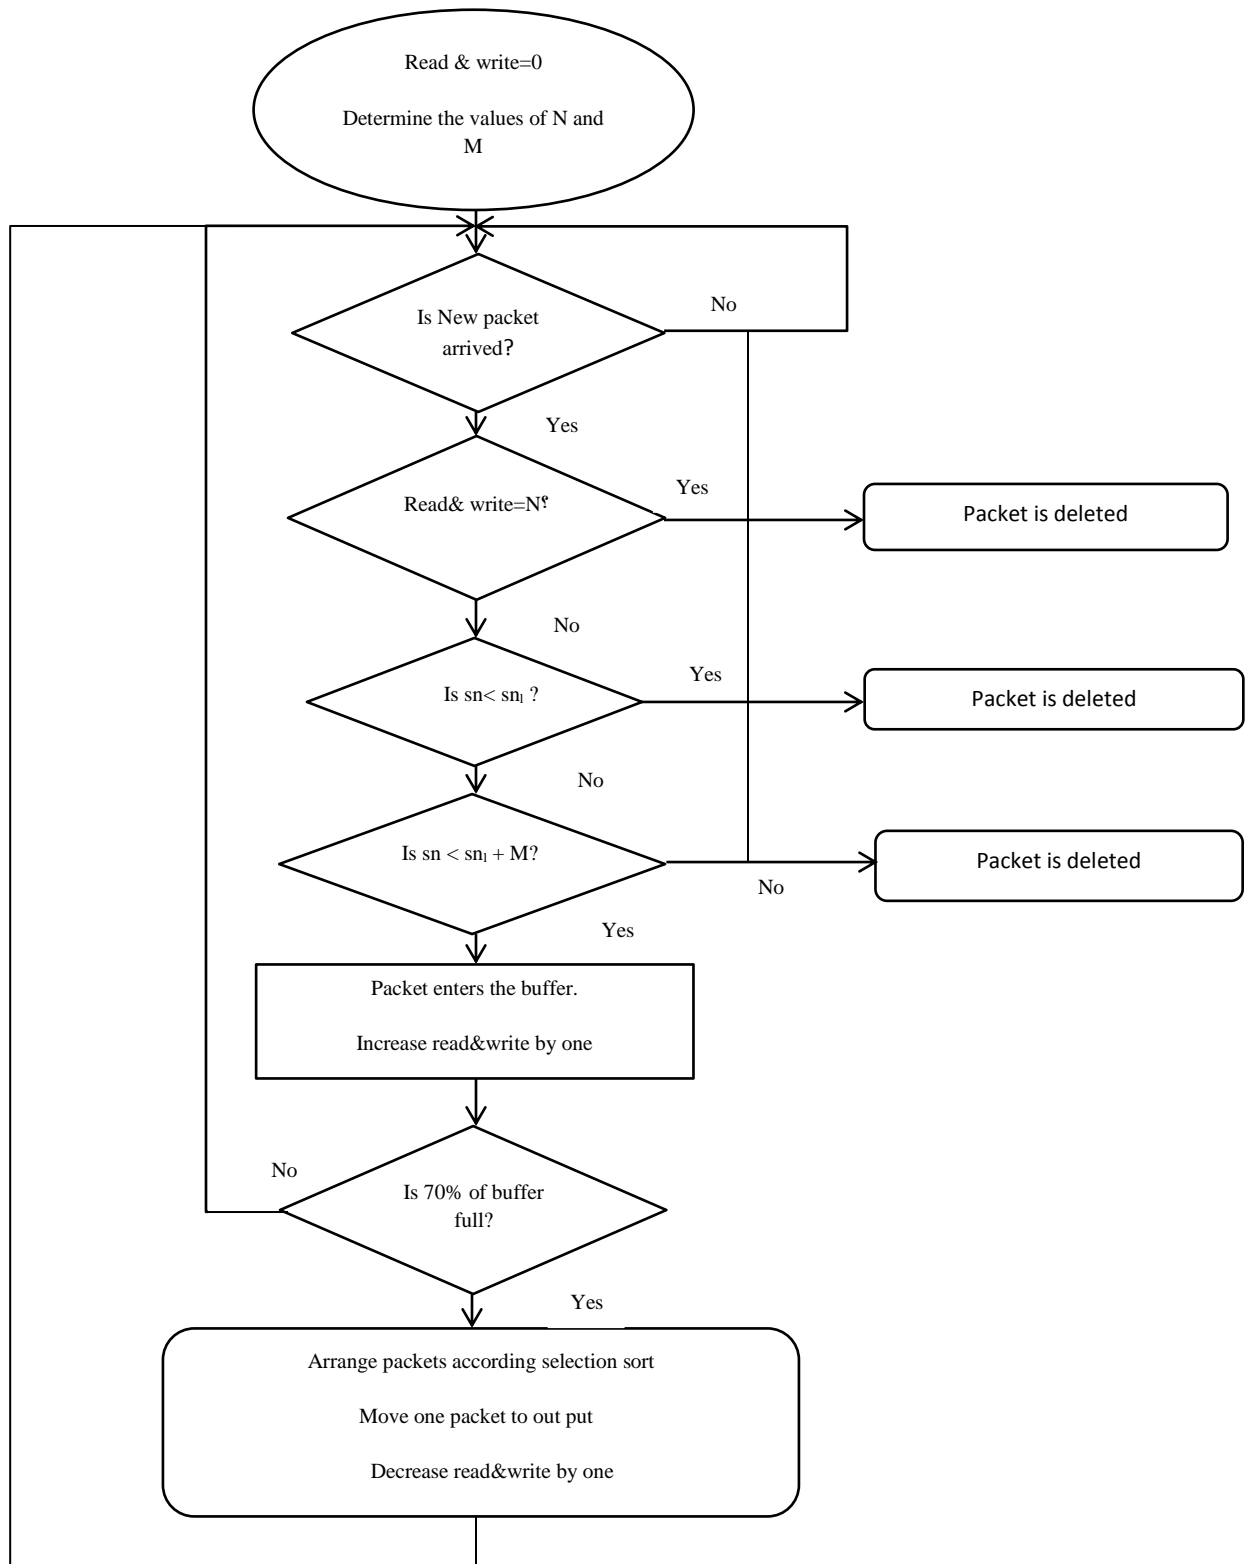 Read & write=0
Determine the values of N and
M
Is New packet
arrived?
No
Yes
Read& write=N؟
Yes
Packet is deleted
No
Is sn< snl ?
Yes
Packet is deleted
No
Is sn < snl + M?
Packet is deleted
No
Yes
Packet enters the buffer.
Increase read&write by one
No
Is 70% of buffer
full?
Yes
Arrange packets according selection sort
Move one packet to out put
Decrease read&write by one